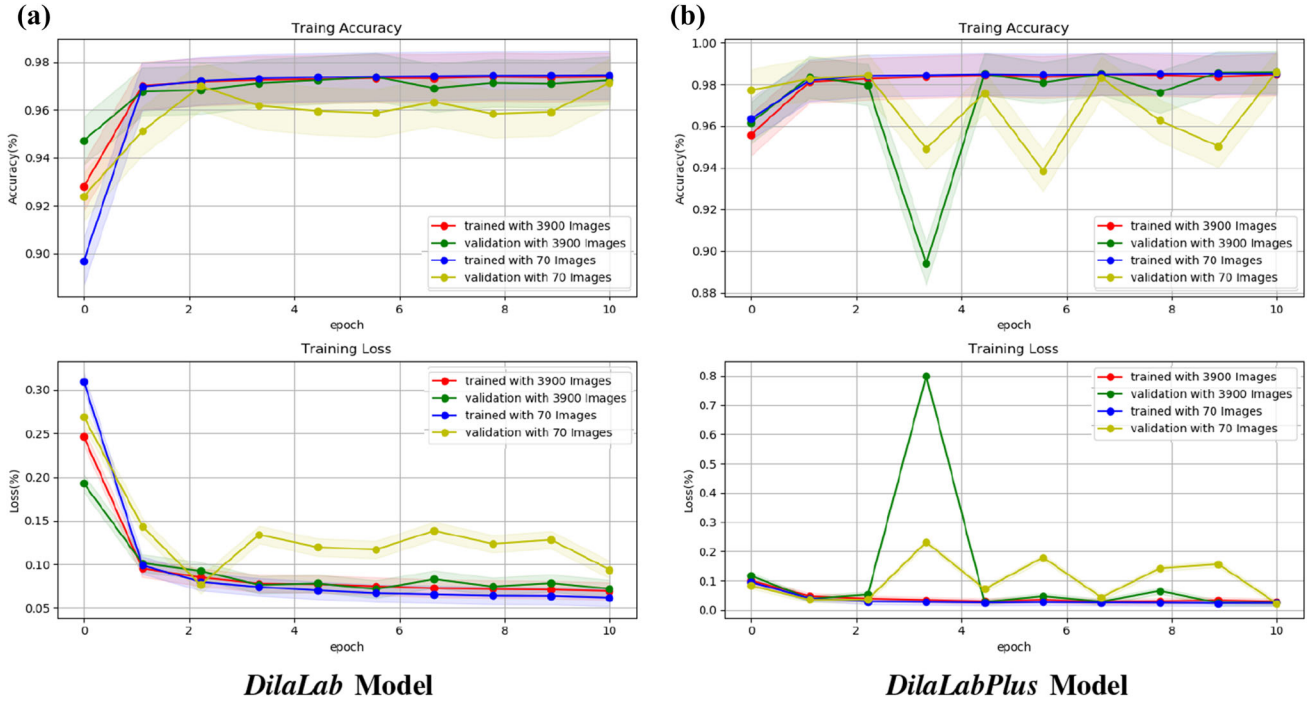 (a)
Traing Accuracy
Accuracy(%)
0.98
0.96
0.94
0.92
0.90
trained with 3900 Images
validation with 3900 Images
trained with 70 Images
validation with 70 Images
0 2 4 6 8 10
epoch
Training Loss
Loss(%)
0.30
0.25
0.20
0.15
0.10
0.05
trained with 3900 Images
validation with 3900 Images
trained with 70 Images
validation with 70 Images
0 2 4 6 8 10
epoch
DilaLab Model
(b)
Traing Accuracy
Accuracy(%)
1.00
0.98
0.96
0.94
0.92
0.90
0.88
trained with 3900 Images
validation with 3900 Images
trained with 70 Images
validation with 70 Images
0 2 4 6 8 10
epoch
Training Loss
Loss(%)
0.8
0.7
0.6
0.5
0.4
0.3
0.2
0.1
0.0
trained with 3900 Images
validation with 3900 Images
trained with 70 Images
validation with 70 Images
0 2 4 6 8 10
epoch
DilaLabPlus Model